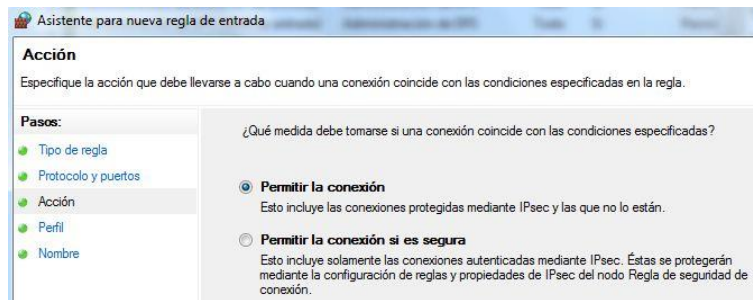 Asistente para nueva regla de entrada
Acción
Especifique la acción que debe llevarse a cabo cuando una conexión coincide con las condiciones especificadas en la regla.
Pasos:
¿Qué medida debe tomarse si una conexión coincide con las condiciones especificadas?
Tipo de regla
Protocolo y puertos
Acción
Perfil
Nombre
Permitir la conexión
Esto incluye las conexiones protegidas mediante IPsec y las que no lo están.
Permitir la conexión si es segura
Esto incluye solamente las conexiones autenticadas mediante IPsec. Éstas se protegerán
mediante la configuración de reglas y propiedades de IPsec del nodo Regla de seguridad de
conexión.